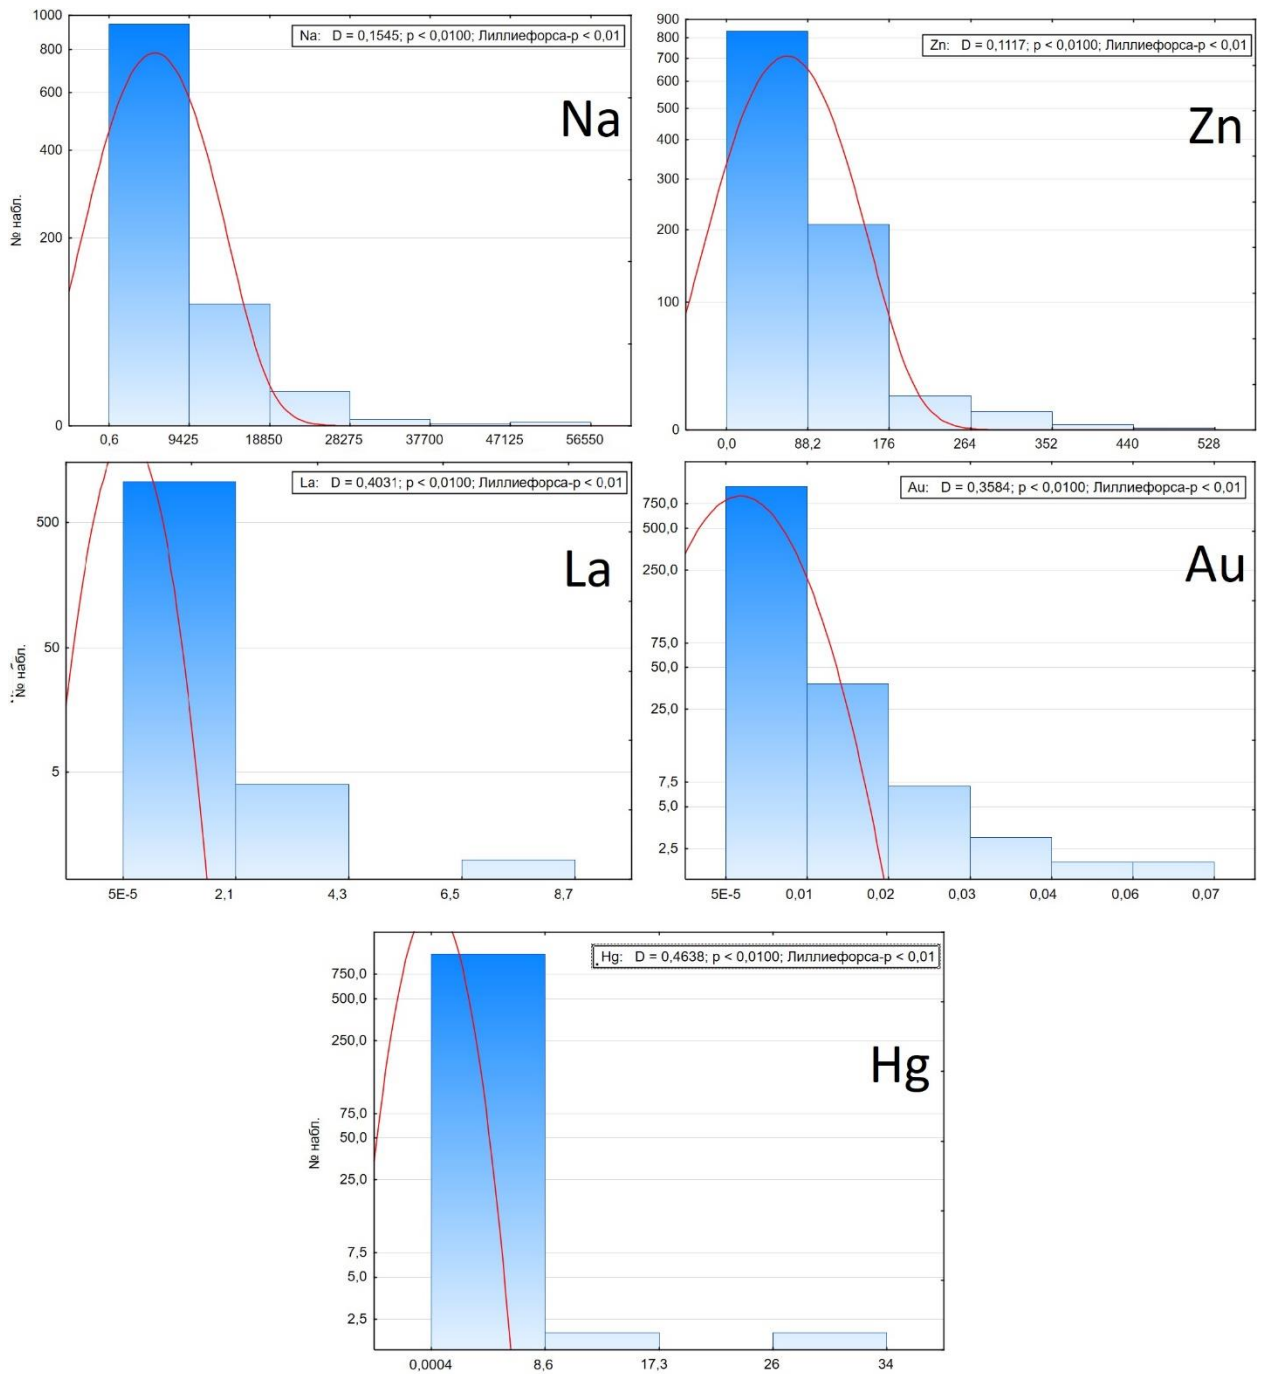 Na: D = 0,1545; p < 0,0100; Лиллиефорса-p < 0,01
Na
1000
800
600
400
200
0
№ набл.
0,6 9425 18850 28275 37700 47125 56550
Zn: D = 0,1117; p < 0,0100; Лиллиефорса-p < 0,01
Zn
900
800
700
600
500
400
300
200
100
0
0,0 88,2 176 264 352 440 528
La: D = 0,4031; p < 0,0100; Лиллиефорса-p < 0,01
La
500
50
5
№ набл.
5E-5 2,1 4,3 6,5 8,7
Au: D = 0,3584; p < 0,0100; Лиллиефорса-p < 0,01
Au
750,0
500,0
250,0
75,0
50,0
25,0
7,5
5,0
2,5
5E-5 0,01 0,02 0,03 0,04 0,06 0,07
Hg: D = 0,4638; p < 0,0100; Лиллиефорса-p < 0,01
Hg
750,0
500,0
250,0
75,0
50,0
25,0
7,5
5,0
2,5
№ набл.
0,0004 8,6 17,3 26 34